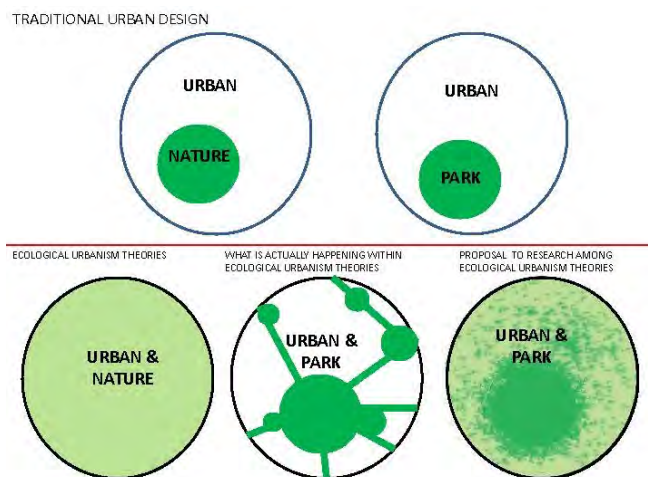 TRADITIONAL URBAN DESIGN
URBAN
NATURE
URBAN
PARK
ECOLOGICAL URBANISM THEORIES
URBAN &
NATURE
WHAT IS ACTUALLY HAPPENING WITHIN
ECOLOGICAL URBANISM THEORIES
URBAN &
PARK
PROPOSAL TO RESEARCH AMONG
ECOLOGICAL URBANISM THEORIES
URBAN &
PARK